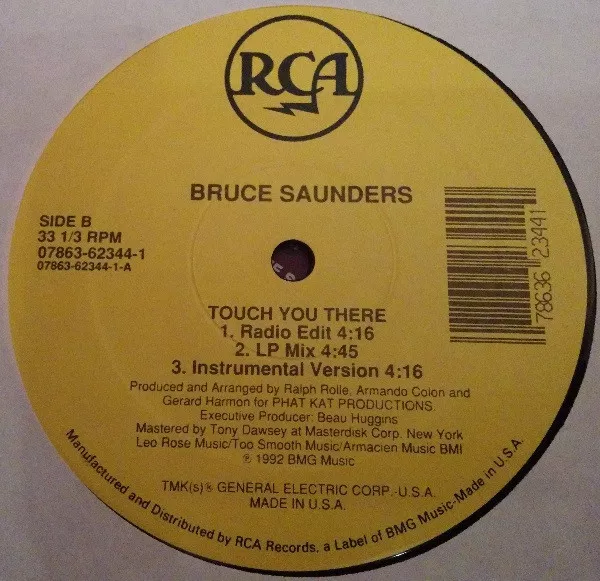 RCA
BRUCE SAUNDERS
SIDE B
33 1/3 RPM
07863-62344-1
07863-62344-1-A
78636 23441
TOUCH YOU THERE
1. Radio Edit 4:16
2. LP Mix 4:45
3. Instrumental Version 4:16
Produced and Arranged by Ralph Rolle, Armando Colon and
Gerard Harmon for PHAT KAT PRODUCTIONS.
Executive Producer: Beau Huggins
Mastered by Tony Dawsey at Masterdisk Corp. New York
Leo Rose Music/Too Smooth Music/Armacien Music BMI
℗ 1992 BMG Music
TMK(s)® GENERAL ELECTRIC CORP.-U.S.A.
MADE IN U.S.A.
Manufactured and Distributed by RCA Records, a Label of BMG Music-Made in U.S.A.